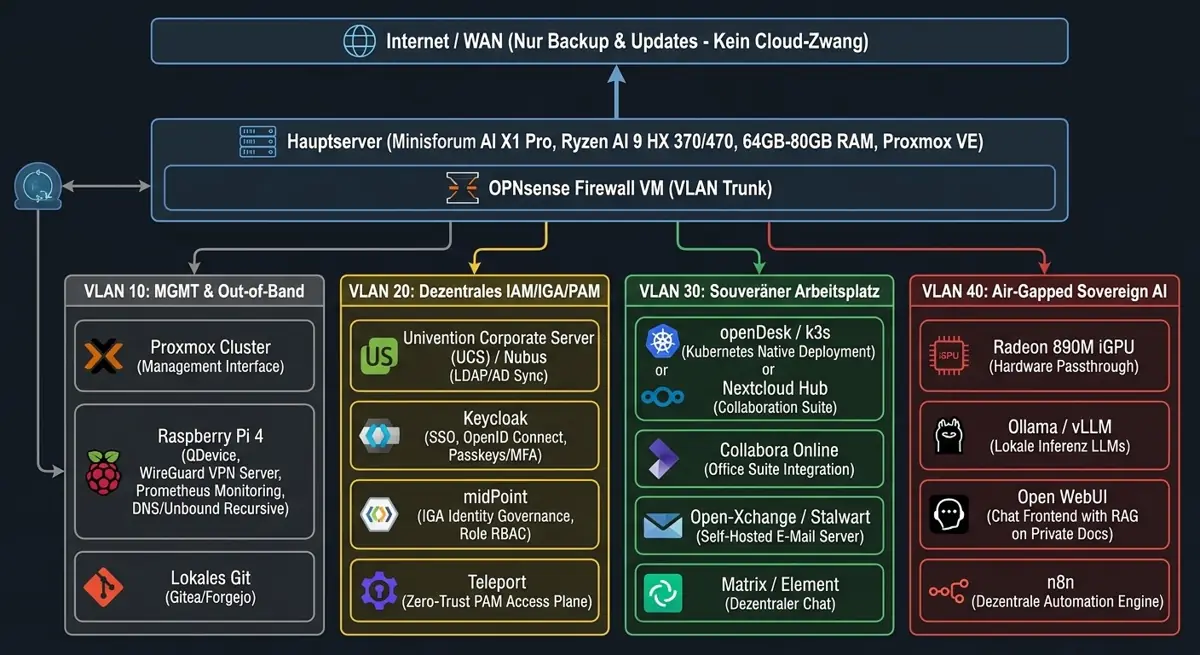 Internet / WAN (Nur Backup & Updates - Kein Cloud-Zwang)
Hauptserver (Minisforum AI X1 Pro, Ryzen AI 9 HX 370/470, 64GB-80GB RAM, Proxmox VE)
OPNsense Firewall VM (VLAN Trunk)
VLAN 10: MGMT & Out-of-Band
Proxmox Cluster
(Management Interface)
Raspberry Pi 4
(QDevice,
WireGuard VPN Server,
Prometheus Monitoring,
DNS/Unbound Recursive)
Lokales Git
(Gitea/Forgejo)
VLAN 20: Dezentrales IAM/IGA/PAM
US
Univention Corporate Server
(UCS) / Nubus
(LDAP/AD Sync)
Keycloak
(SSO, OpenID Connect,
Passkeys/MFA)
midPoint
(IGA Identity Governance,
Role RBAC)
Teleport
(Zero-Trust PAM Access Plane)
VLAN 30: Souveräner Arbeitsplatz
openDesk / k3s
(Kubernetes Native Deployment)
or
or
Nextcloud Hub
(Collaboration Suite)
Collabora Online
(Office Suite Integration)
Open-Xchange / Stalwart
(Self-Hosted E-Mail Server)
Matrix / Element
(Dezentraler Chat)
VLAN 40: Air-Gapped Sovereign AI
iGPU
Radeon 890M iGPU
(Hardware Passthrough)
Ollama / vLLM
(Lokale Inferenz LLMs)
Open WebUI
(Chat Frontend with RAG
on Private Docs)
n8n
(Dezentrale Automation Engine)